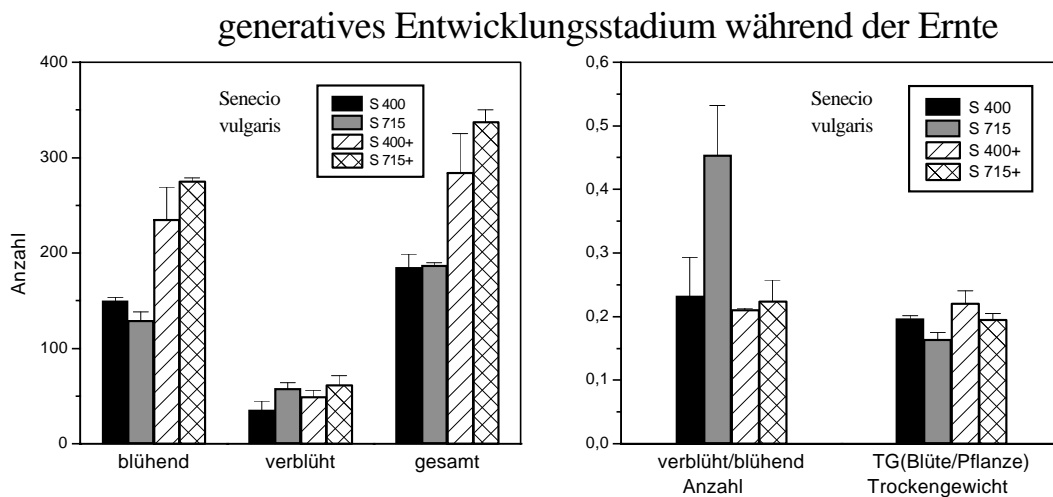 generatives Entwicklungsstadium während der Ernte
400
300
200
100
0
Anzahl
Senecio
vulgaris
S 400
S 715
S 400+
S 715+
blühend verblüht gesamt
0,6
0,5
0,4
0,3
0,2
0,1
0,0
Senecio
vulgaris
S 400
S 715
S 400+
S 715+
verblüht/blühend TG(Blüte/Pflanze)
Anzahl Trockengewicht